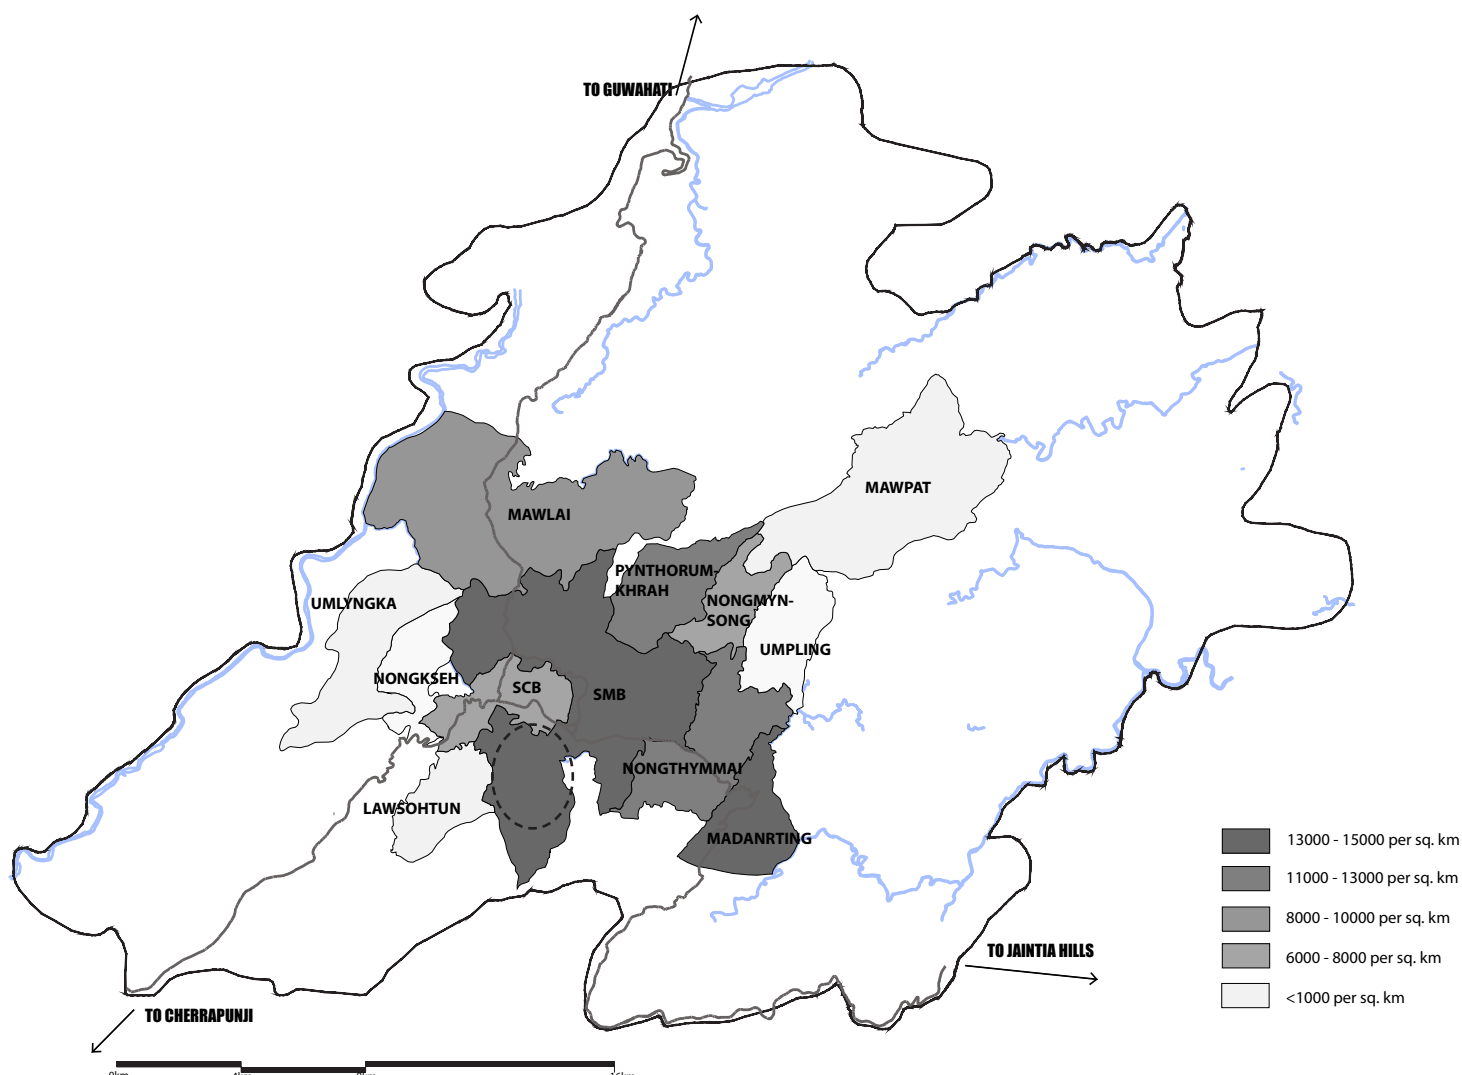 TO GUWAHATI
MAWPAT
MAWLAI
PYNTHORUM-
KHRAH
NONGMYN-
SONG
UMLYNGKA
UMPLING
NONGKSEH
SCB
SMB
NONGTHYMMAI
LAWSOHTUN
MADANRTING
13000 - 15000 per sq. km
11000 - 13000 per sq. km
8000 - 10000 per sq. km
6000 - 8000 per sq. km
<1000 per sq. km
TO JAINTIA HILLS
TO CHERRAPUNJI